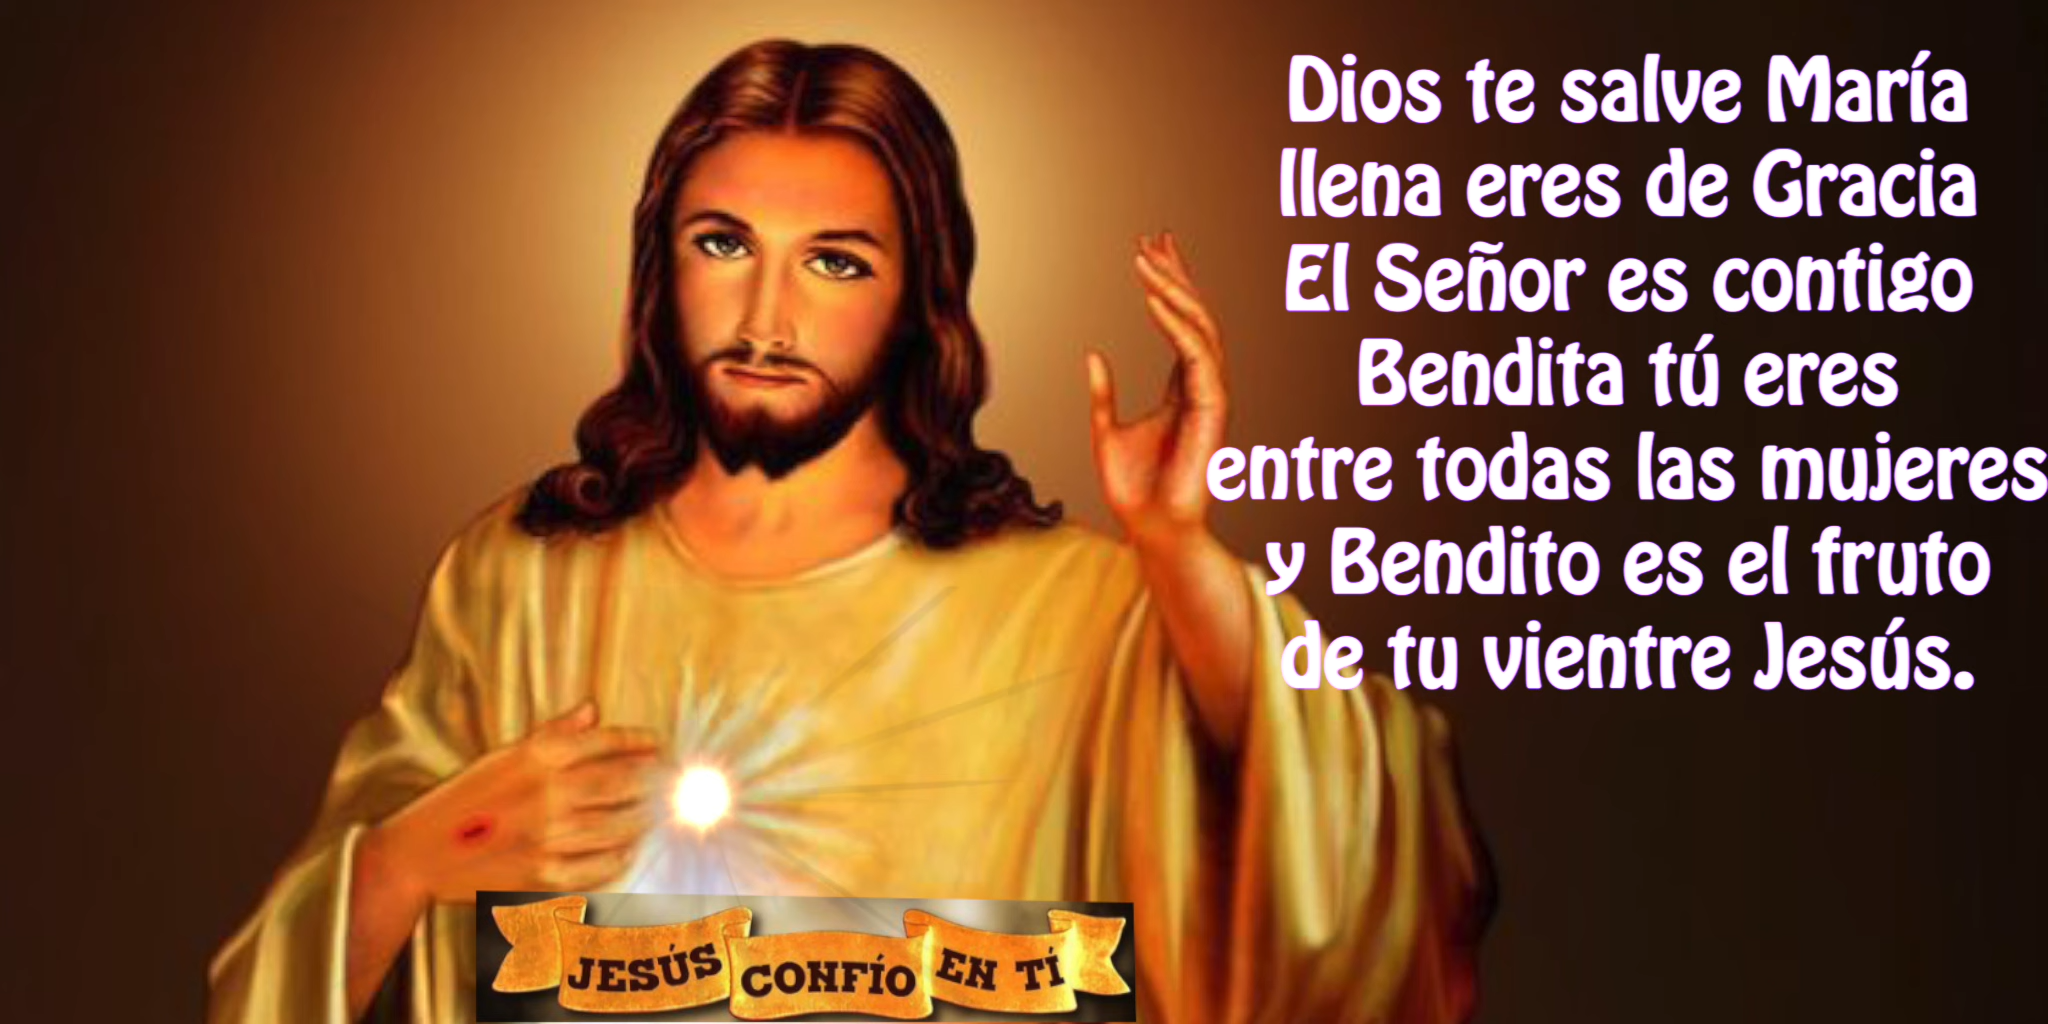 Dios te salve María
llena eres de Gracia
El Señor es contigo
Bendita tú eres
entre todas las mujeres
y Bendito es el fruto
de tu vientre Jesús.
JESÚS CONFÍO EN TÍ